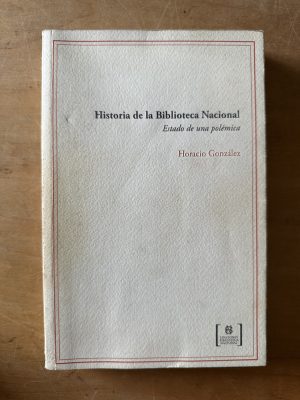 Historia de la Biblioteca Nacional
Estado de una polémica
Horacio González